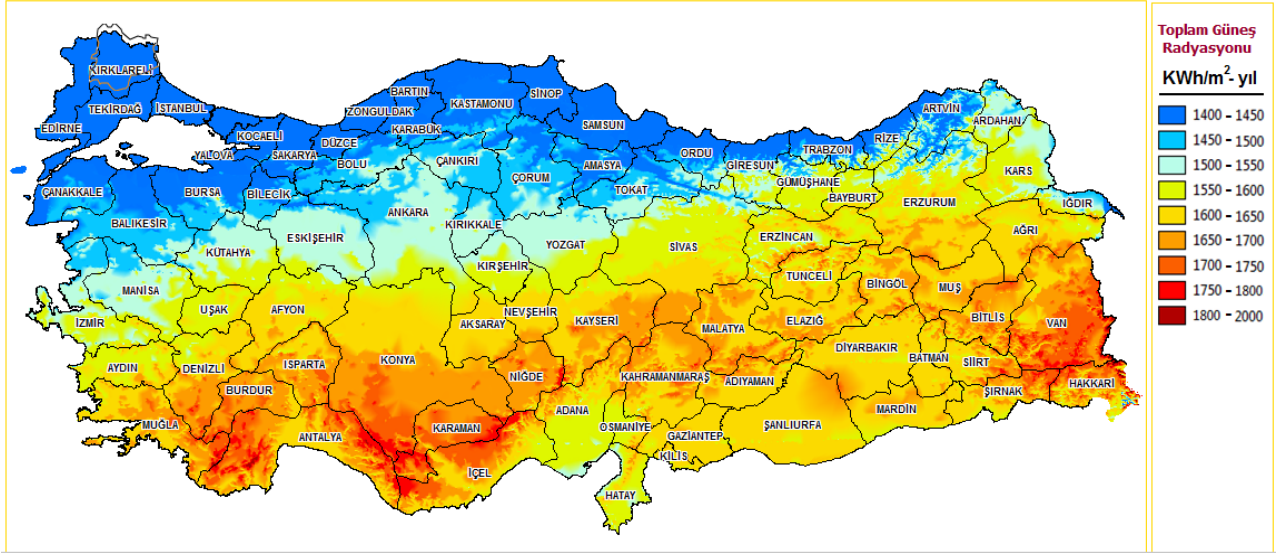 KIRKLARELİ
TEKİRDAĞ
İSTANBUL
EDİRNE
KOCAELİ
YALOVA
SAKARYA
DÜZCE
BOLU
ZONGULDAK
BARTIN
KARABÜK
KASTAMONU
SİNOP
SAMSUN
ÇANKIRI
ÇORUM
AMASYA
TOKAT
ORDU
GİRESUN
TRABZON
RİZE
ARTVİN
ARDAHAN
KARS
IĞDIR
GÜMÜŞHANE
BAYBURT
ERZURUM
AĞRI
ÇANAKKALE
BURSA
BİLECİK
BALIKESİR
KÜTAHYA
ESKİŞEHİR
ANKARA
KIRIKKALE
YOZGAT
SİVAS
ERZİNCAN
TUNCELİ
BİNGÖL
MUŞ
BİTLİS
VAN
MANİSA
KIRŞEHİR
İZMİR
UŞAK
AFYON
NEVŞEHİR
AKSARAY
KAYSERİ
MALATYA
ELAZIĞ
DİYARBAKIR
BATMAN
SİİRT
ŞIRNAK
HAKKARİ
AYDIN
DENİZLİ
ISPARTA
KONYA
BURDUR
NİĞDE
KAHRAMANMARAŞ
ADIYAMAN
MARDİN
MUĞLA
ANTALYA
KARAMAN
ADANA
OSMANİYE
GAZİANTEP
ŞANLIURFA
KİLİS
İÇEL
HATAY
Toplam Güneş
Radyasyonu
KWh/m²- yıl
1400 - 1450
1450 - 1500
1500 - 1550
1550 - 1600
1600 - 1650
1650 - 1700
1700 - 1750
1750 - 1800
1800 - 2000